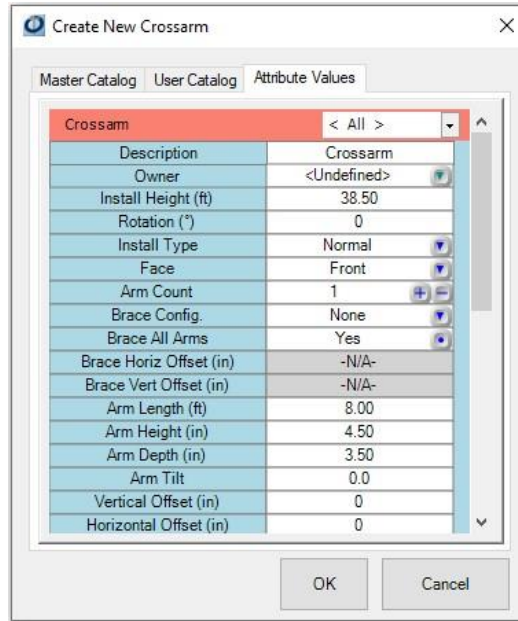 Create New Crossarm
Master Catalog User Catalog Attribute Values
Crossarm < All >
Description Crossarm
Owner <Undefined>
Install Height (ft) 38.50
Rotation (°) 0
Install Type Normal
Face Front
Arm Count 1
Brace Config. None
Brace All Arms Yes
Brace Horiz Offset (in) -N/A-
Brace Vert Offset (in) -N/A-
Arm Length (ft) 8.00
Arm Height (in) 4.50
Arm Depth (in) 3.50
Arm Tilt 0.0
Vertical Offset (in) 0
Horizontal Offset (in) 0
OK Cancel